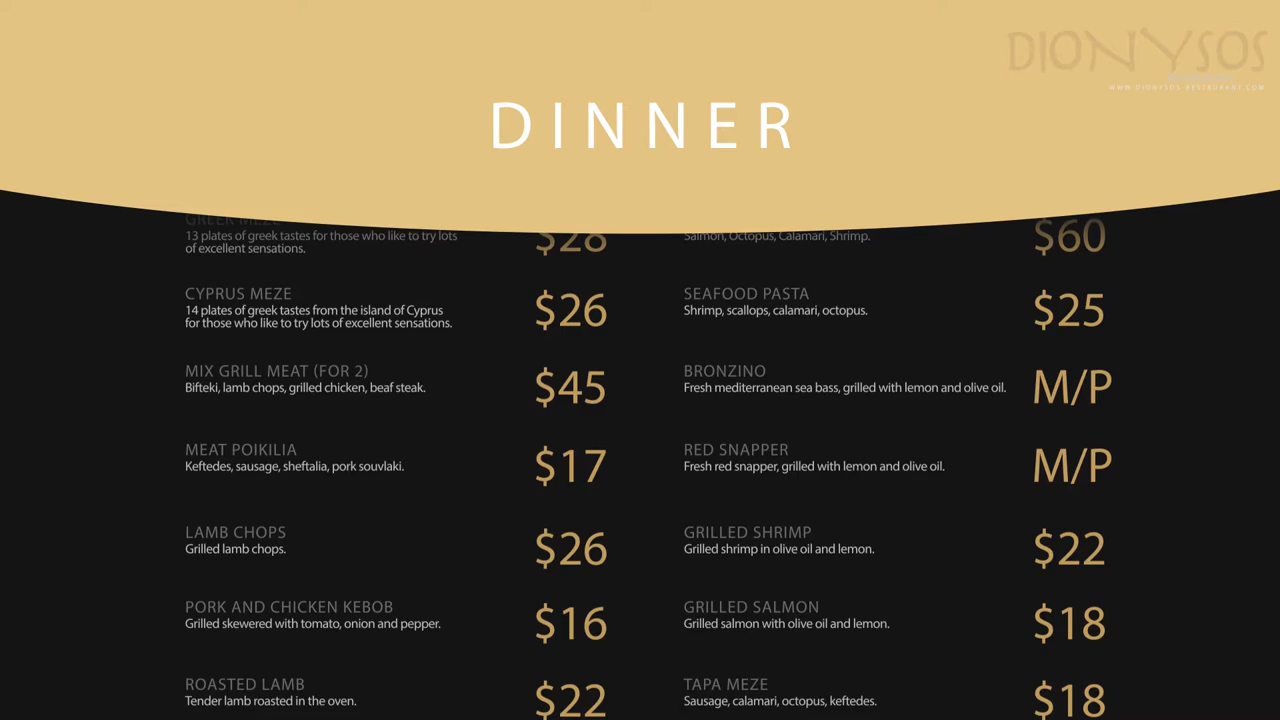 DIONYSOS
WWW.DIONYSOS-RESTAURANT.COM
DINNER
GREEK MEZE
13 plates of greek tastes for those who like to try lots
of excellent sensations.
$28
CYPRUS MEZE
14 plates of greek tastes from the island of Cyprus
for those who like to try lots of excellent sensations.
$26
MIX GRILL MEAT (FOR 2)
Bifteki, lamb chops, grilled chicken, beaf steak.
$45
MEAT POIKILIA
Keftedes, sausage, sheftalia, pork souvlaki.
$17
LAMB CHOPS
Grilled lamb chops.
$26
PORK AND CHICKEN KEBOB
Grilled skewered with tomato, onion and pepper.
$16
ROASTED LAMB
Tender lamb roasted in the oven.
$22
Salmon, Octopus, Calamari, Shrimp.
$60
SEAFOOD PASTA
Shrimp, scallops, calamari, octopus.
$25
BRONZINO
Fresh mediterranean sea bass, grilled with lemon and olive oil.
M/P
RED SNAPPER
Fresh red snapper, grilled with lemon and olive oil.
M/P
GRILLED SHRIMP
Grilled shrimp in olive oil and lemon.
$22
GRILLED SALMON
Grilled salmon with olive oil and lemon.
$18
TAPA MEZE
Sausage, calamari, octopus, keftedes.
$18